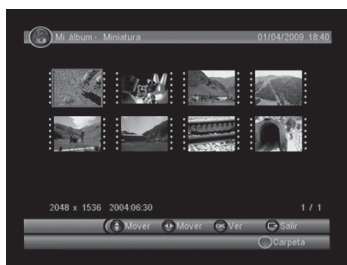 Mi álbum - Miniatura 01/04/2009 18:40
2048 x 1536 2004:06:30 1 / 1
Mover Mover OK Ver Salir
Carpeta